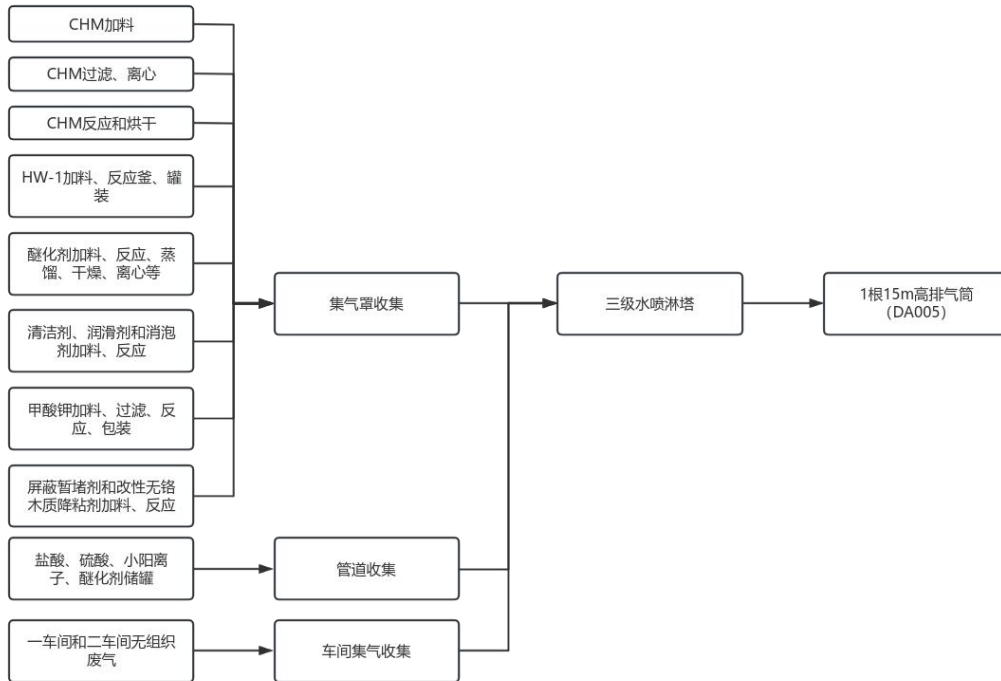 CHM加料
CHM过滤、离心
CHM反应和烘干
HW-1加料、反应釜、罐
装
醚化剂加料、反应、蒸
馏、干燥、离心等
清洁剂、润滑剂和消泡
剂加料、反应
甲酸钾加料、过滤、反
应、包装
屏蔽暂堵剂和改性无铬
木质降粘剂加料、反应
盐酸、硫酸、小阳离
子、醚化剂储罐
一车间和二车间无组织
废气
集气罩收集
管道收集
车间集气收集
三级水喷淋塔
1根15m高排气筒
（DA005）